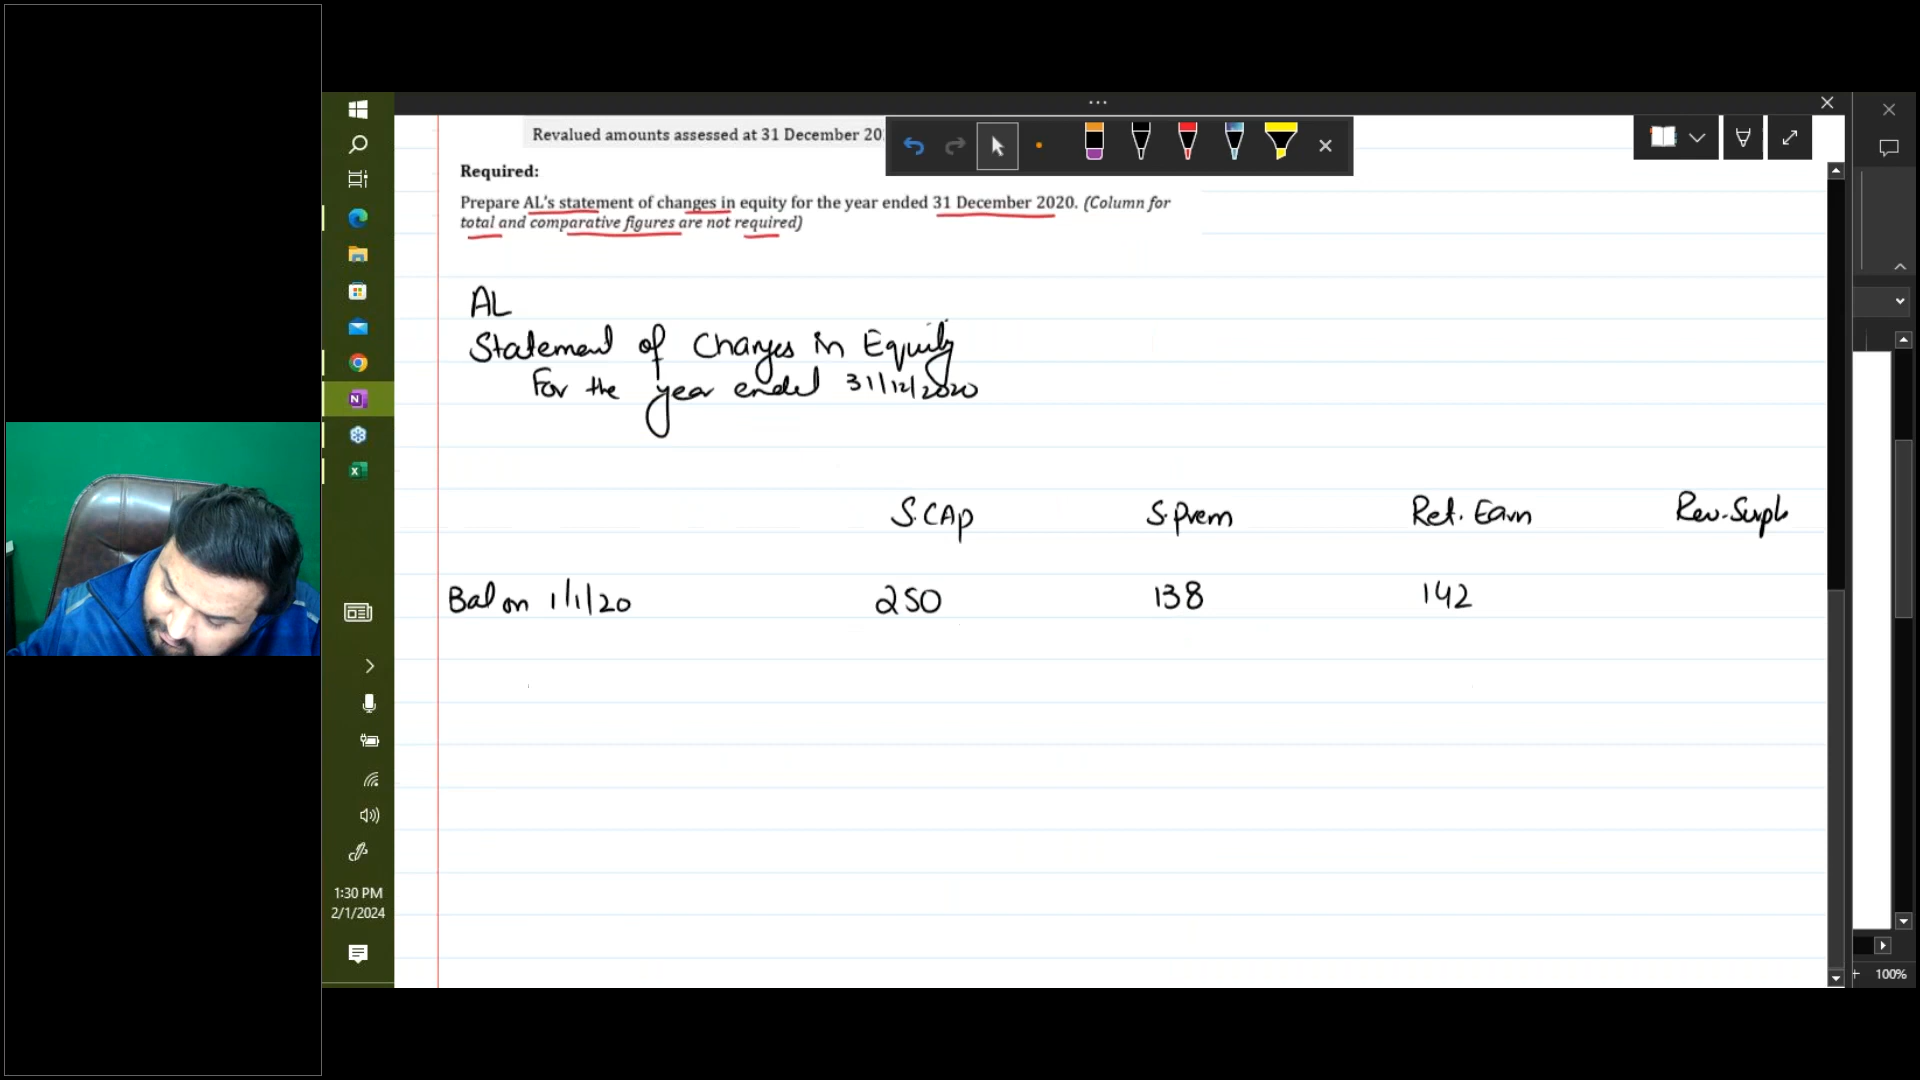 Revalued amounts assessed at 31 December 20
Required:
Prepare AL's statement of changes in equity for the year ended 31 December 2020. (Column for
total and comparative figures are not required)
AL
Statement of Changes in Equity
For the year ended 31/12/2020
S.CAp S.Prem Ret. Earn Rev.Surpl
Bal on 1/1/20 250 138 142
1:30 PM
2/1/2024
100%